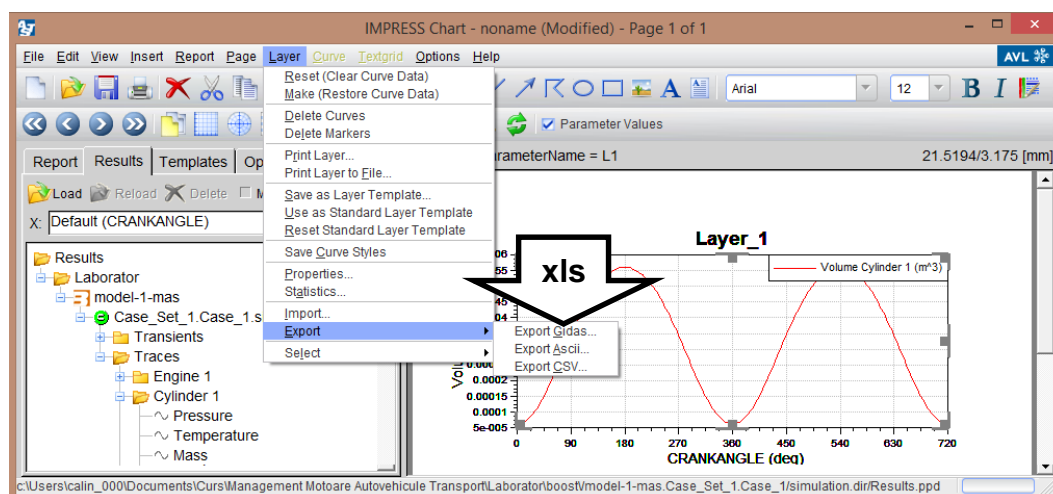 IMPRESS Chart - noname (Modified) - Page 1 of 1
File Edit View Insert Report Page Layer Curve Textgrid Options Help
AVL
Arial
12
B I
Parameter Values
Report Results Templates Op
rameterName = L1
21.5194/3.175 [mm]
Load Reload Delete M
X: Default (CRANKANGLE)
Results
Laborator
model-1-mas
Case_Set_1.Case_1.s
Transients
Traces
Engine 1
Cylinder 1
Pressure
Temperature
Mass
Reset (Clear Curve Data)
Make (Restore Curve Data)
Delete Curves
Delete Markers
Print Layer...
Print Layer to File...
Save as Layer Template...
Use as Standard Layer Template
Reset Standard Layer Template
Save Curve Styles
Properties...
Statistics...
Import...
Export
Select
xls
Export Gidas...
Export Ascii...
Export CSV...
Layer_1
Volume Cylinder 1 (m^3)
0.0002
0.00015
0.0001
5e-005
0 90 180 270 360 450 540 630 720
CRANKANGLE (deg)
c:\Users\calin_000\Documents\Curs\Management Motoare Autovehicule Transport\Laborator\boost\/model-1-mas.Case_Set_1.Case_1/simulation.dir/Results.ppd